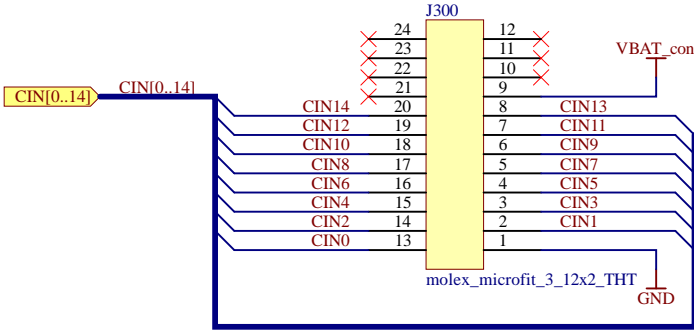 J300
24 12
23 11
22 10
21 9
VBAT_con
CIN[0..14] CIN[0..14]
CIN14 20 8 CIN13
CIN12 19 7 CIN11
CIN10 18 6 CIN9
CIN8 17 5 CIN7
CIN6 16 4 CIN5
CIN4 15 3 CIN3
CIN2 14 2 CIN1
CIN0 13 1
molex_microfit_3_12x2_THT
GND